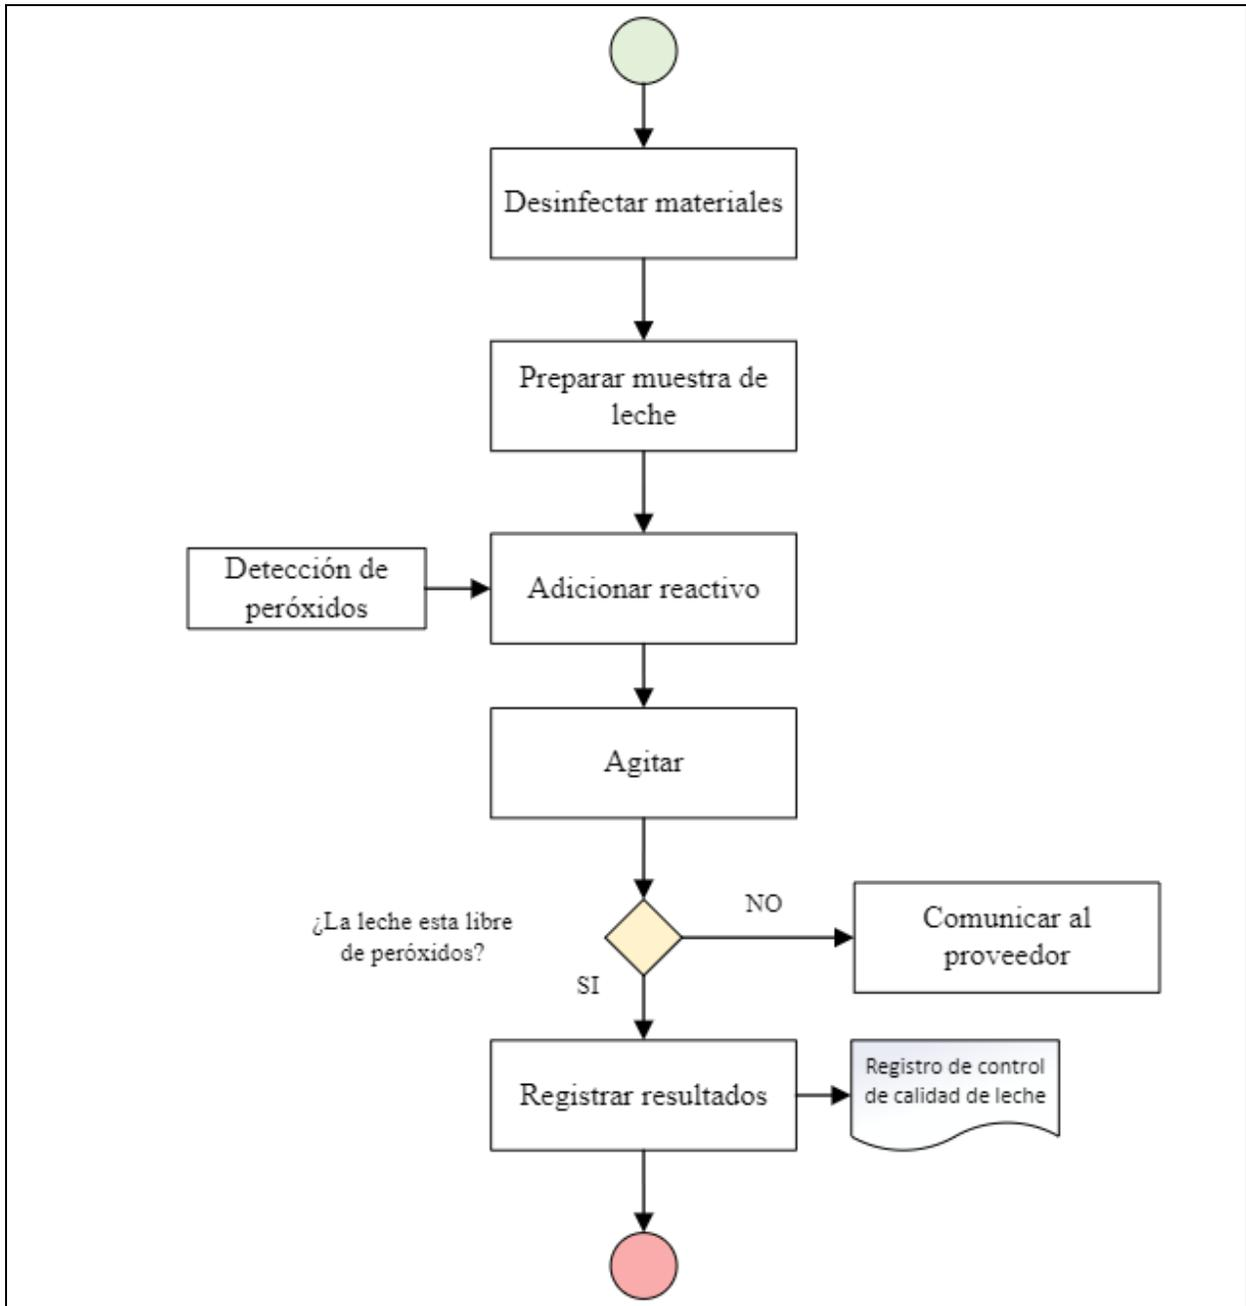 Desinfectar materiales
Preparar muestra de
leche
Detección de
peróxidos
Adicionar reactivo
Agitar
¿La leche esta libre
de peróxidos?
NO
Comunicar al
proveedor
SI
Registrar resultados
Registro de control
de calidad de leche